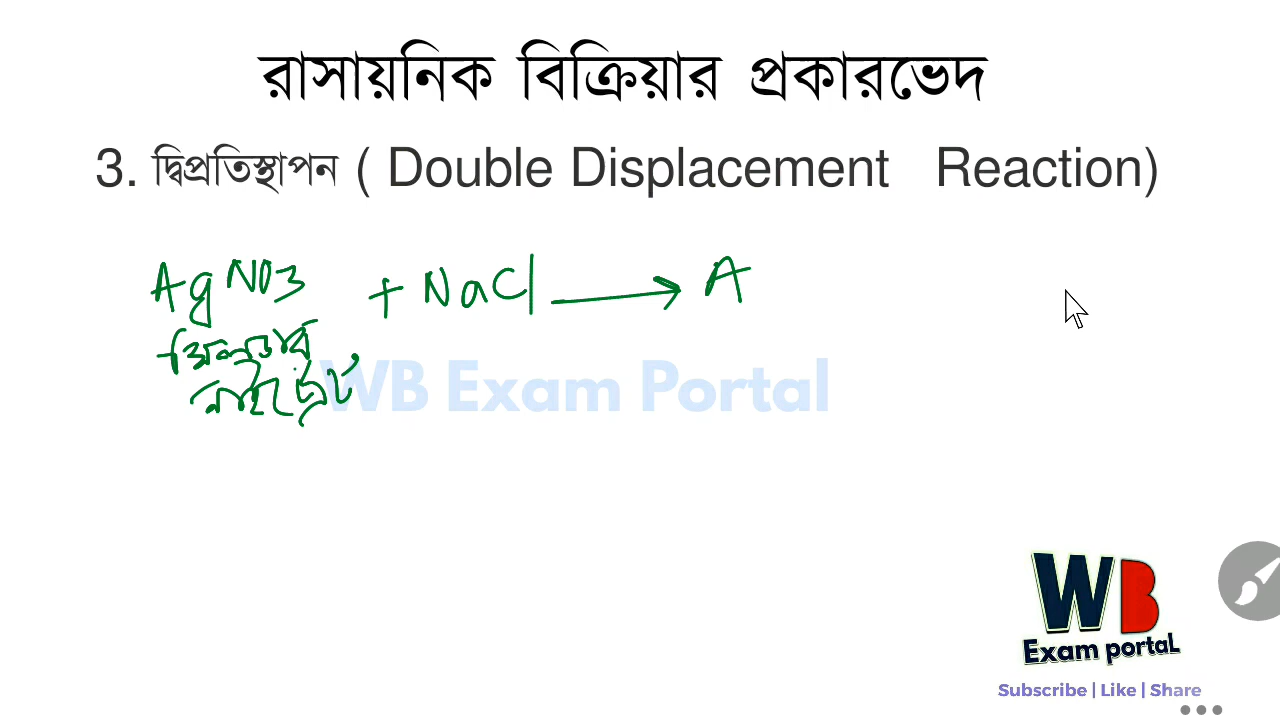 রাসায়নিক বিক্রিয়ার প্রকারভেদ
3. দ্বিপ্রতিস্থাপন ( Double Displacement Reaction)
AgNO3 + NaCl → A
সিলভার
নাইট্রেট
WB Exam Portal
WB
Exam portaL
Subscribe | Like | Share